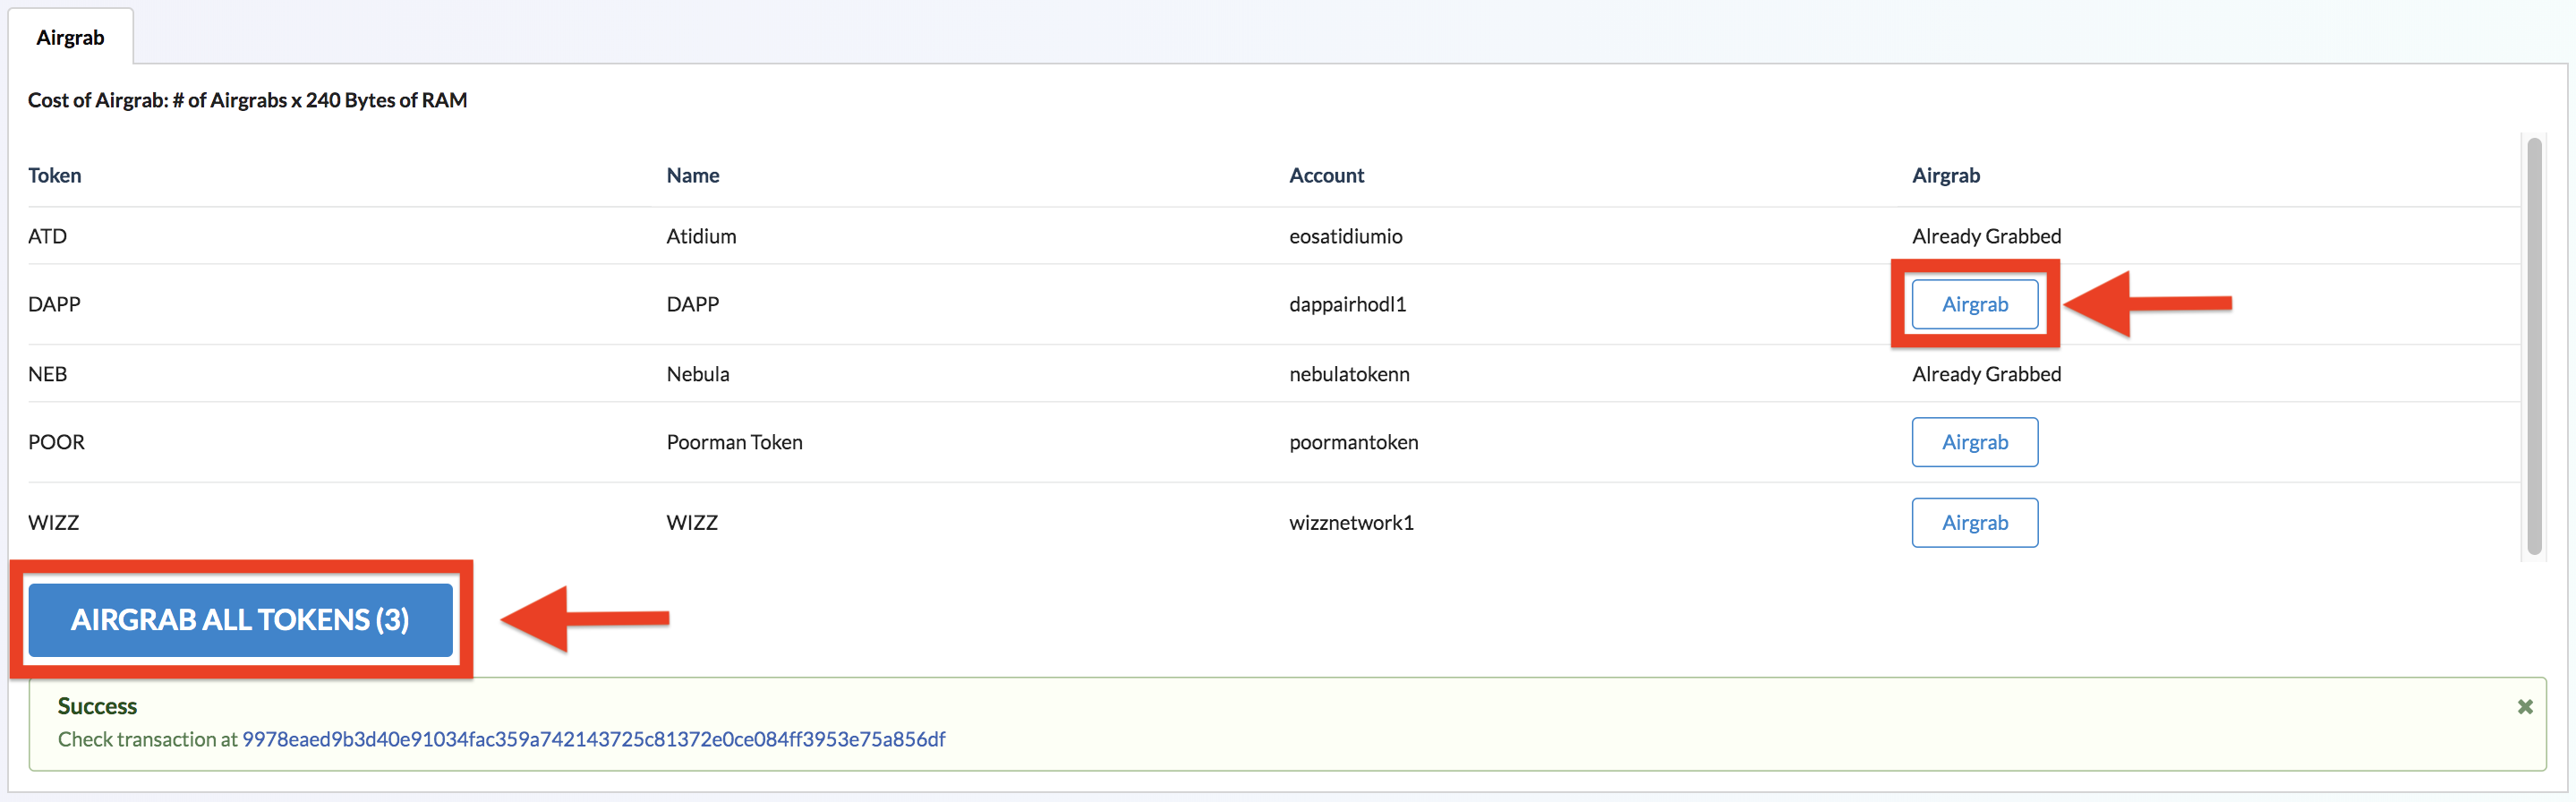 Airgrab
Cost of Airgrab: # of Airgrabs x 240 Bytes of RAM
Token Name Account Airgrab
ATD Atidium eosatidiumio Already Grabbed
DAPP DAPP dappairhodl1 Airgrab
NEB Nebula nebulatokenn Already Grabbed
POOR Poorman Token poormantoken Airgrab
WIZZ WIZZ wizznetwork1 Airgrab
AIRGRAB ALL TOKENS (3)
Success
Check transaction at 9978eaed9b3d40e91034fac359a742143725c81372e0ce084ff3953e75a856df